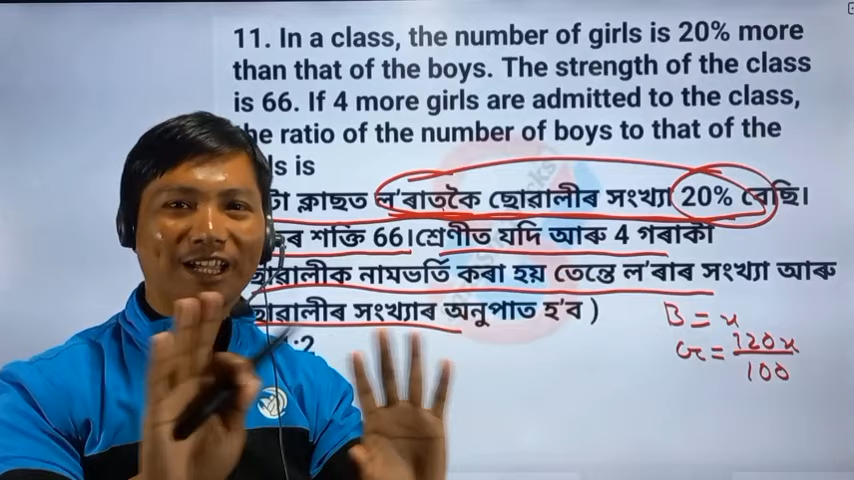 11. In a class, the number of girls is 20% more
than that of the boys. The strength of the class
is 66. If 4 more girls are admitted to the class,
he ratio of the number of boys to that of the
ls is
টা ক্লাছত ল'ৰাতকৈ ছোৱালীৰ সংখ্যা 20% বেছি।
ৰ শক্তি 66।শ্ৰেণীত যদি আৰু 4 গৰাকী
ছোৱালীক নামভৰ্তি কৰা হয় তেন্তে ল'ৰাৰ সংখ্যা আৰু
ছোৱালীৰ সংখ্যাৰ অনুপাত হ'ব )
:2
B = x
G = 120x
100